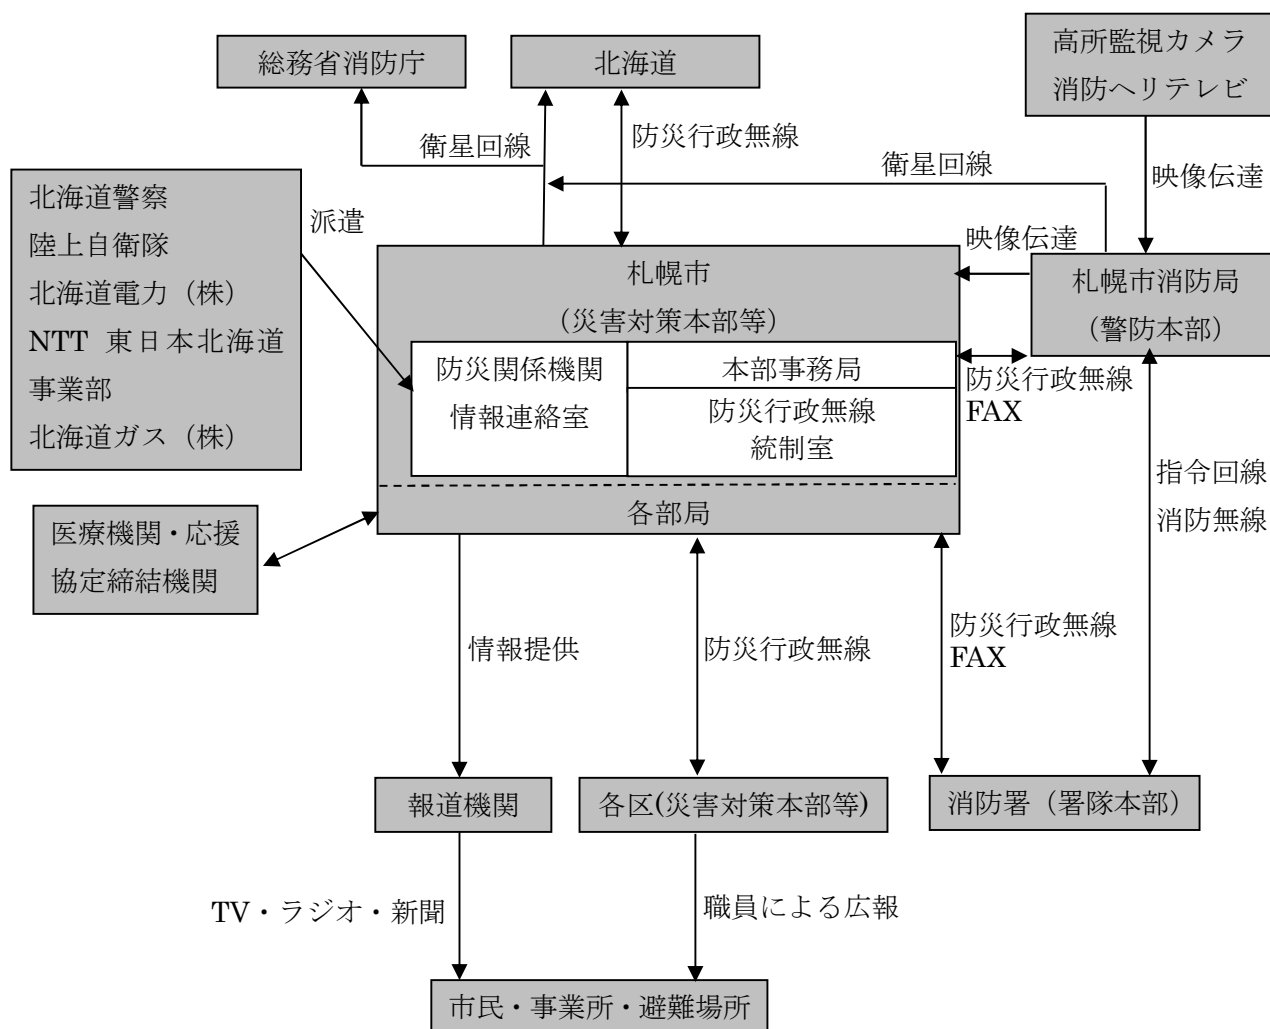 総務省消防庁
北海道
高所監視カメラ
消防ヘリテレビ
衛星回線
防災行政無線
衛星回線
映像伝達
北海道警察
陸上自衛隊
北海道電力（株）
NTT 東日本北海道
事業部
北海道ガス（株）
派遣
映像伝達
札幌市
（災害対策本部等）
札幌市消防局
（警防本部）
防災関係機関
情報連絡室
本部事務局
防災行政無線
統制室
防災行政無線
FAX
各部局
指令回線
消防無線
医療機関・応援
協定締結機関
情報提供
防災行政無線
防災行政無線
FAX
報道機関
各区(災害対策本部等)
消防署（署隊本部）
TV・ラジオ・新聞
職員による広報
市民・事業所・避難場所